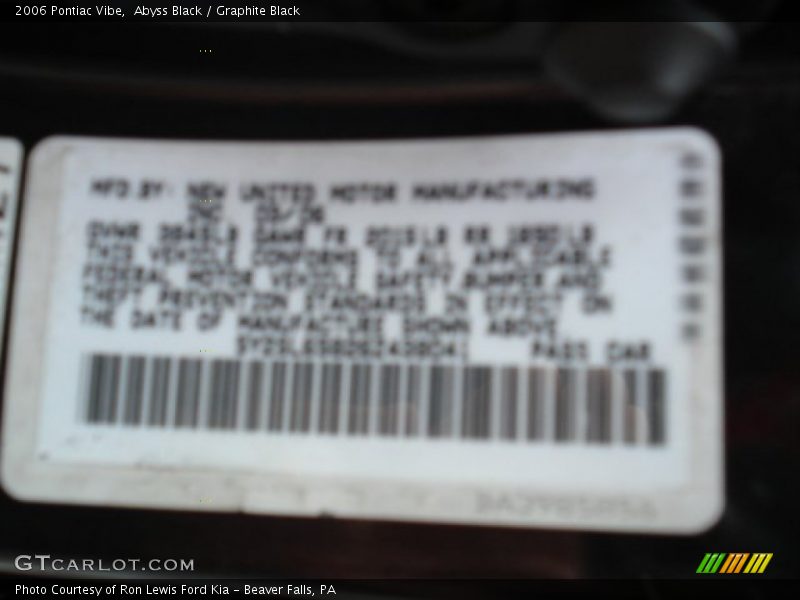 2006 Pontiac Vibe, Abyss Black / Graphite Black
MFD.BY: NEW UNITED MOTOR MANUFACTURING
INC.
THIS VEHICLE CONFORMS TO ALL APPLICABLE
FEDERAL MOTOR VEHICLE SAFETY, BUMPER, AND
THEFT PREVENTION STANDARDS IN EFFECT ON
THE DATE OF MANUFACTURE SHOWN ABOVE.
PASS CAR
GTCARLOT.COM
Photo Courtesy of Ron Lewis Ford Kia - Beaver Falls, PA